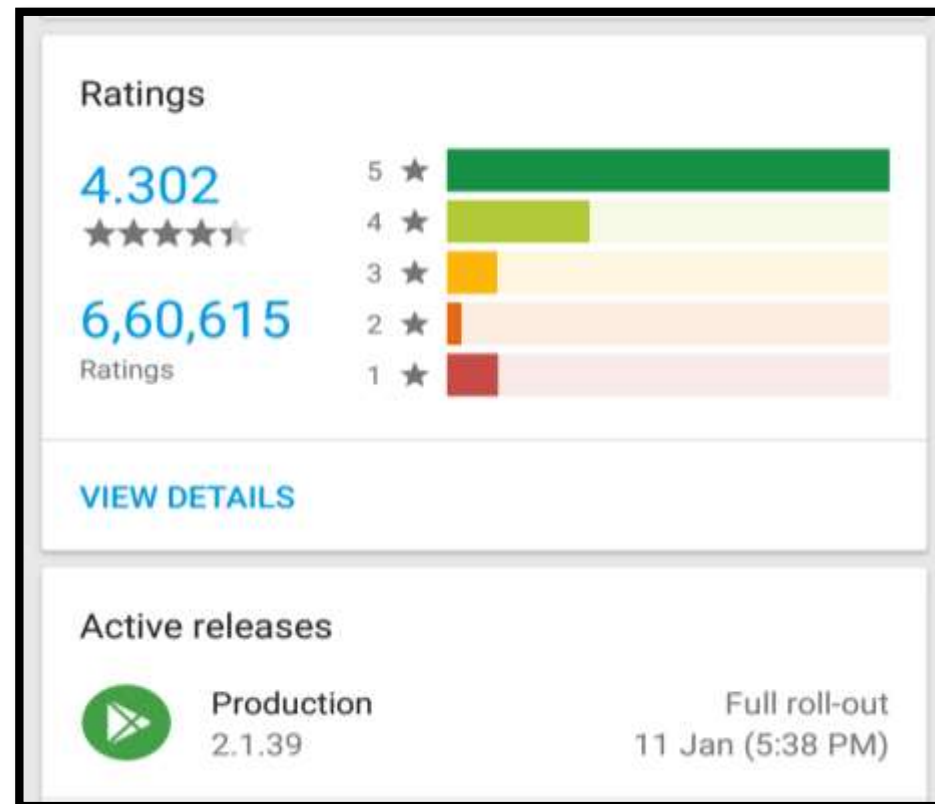 Ratings
4.302
6,60,615
Ratings
5
4
3
2
1
VIEW DETAILS
Active releases
Production
2.1.39
Full roll-out
11 Jan (5:38 PM)